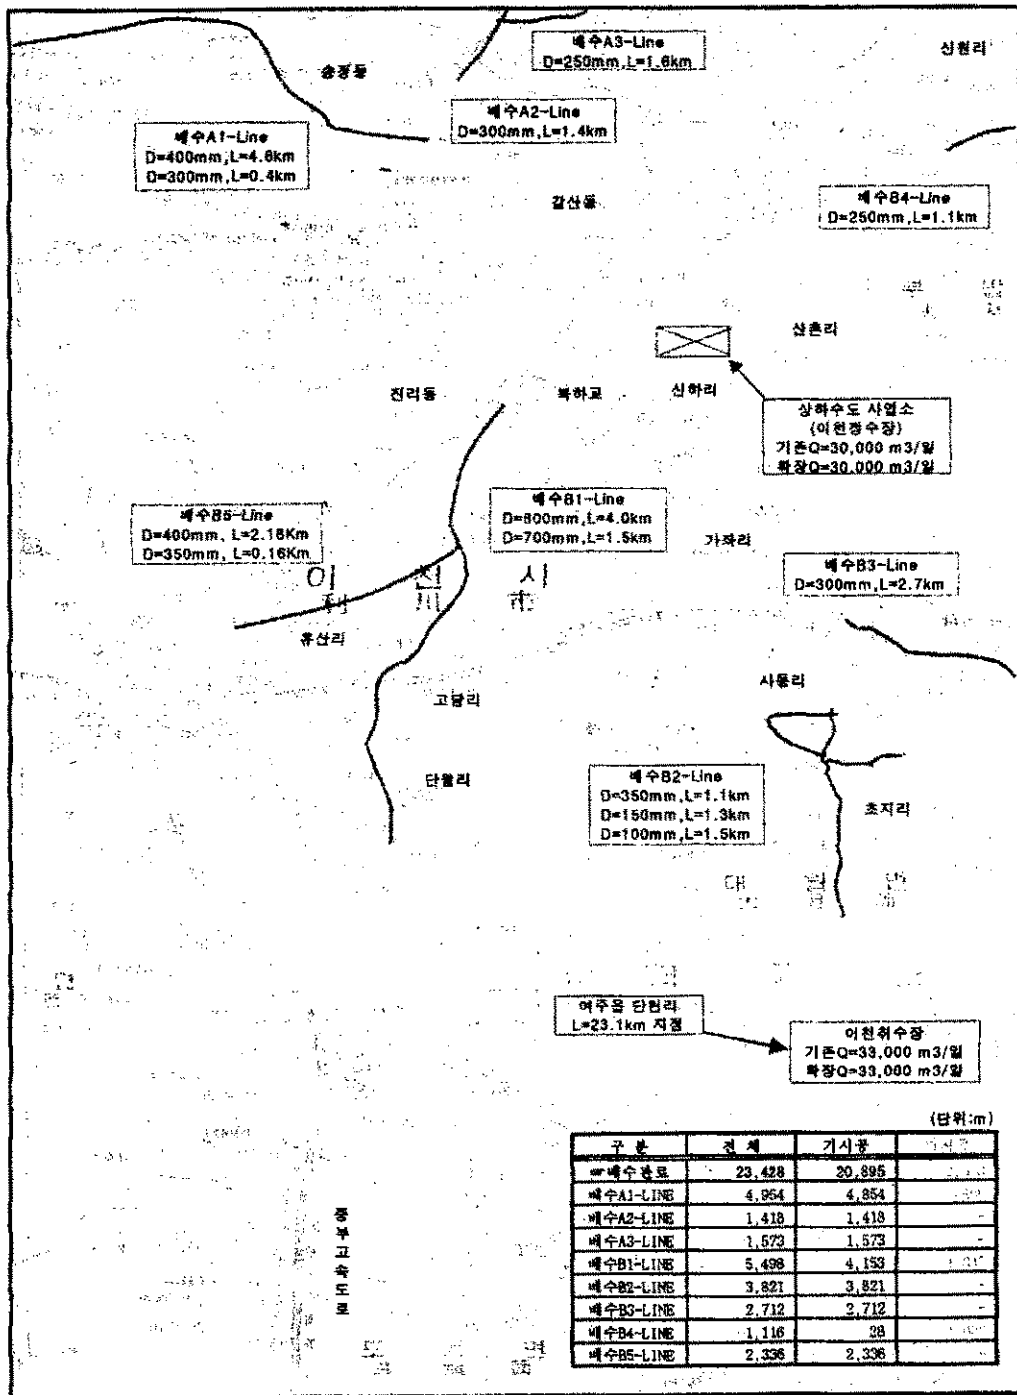 배수A3-Line
D=250mm,L=1.6km
신원리
송정동
배수A2-Line
D=300mm,L=1.4km
배수A1-Line
D=400mm,L=4.6km
D=300mm,L=0.4km
갈산동
배수B4-Line
D=250mm,L=1.1km
산촌리
진리동
복하교
신하리
상하수도 사업소
(이천정수장)
기존Q=30,000 m3/일
확장Q=30,000 m3/일
배수B5-Line
D=400mm, L=2.16Km
D=350mm, L=0.16Km
배수B1-Line
D=800mm,L=4.0km
D=700mm,L=1.5km
가좌리
배수B3-Line
D=300mm,L=2.7km
이 천 시
유산리
고담리
사동리
단월리
배수B2-Line
D=350mm,L=1.1km
D=150mm,L=1.3km
D=100mm,L=1.5km
초지리
대 월 면
여주읍 단현리
L=23.1km 지점
이천취수장
기존Q=33,000 m3/일
확장Q=33,000 m3/일
(단위:m)
구 분 전 체 기시공
배수관로 23,428 20,895
배수A1-LINE 4,954 4,854
배수A2-LINE 1,418 1,418 -
배수A3-LINE 1,573 1,573 -
배수B1-LINE 5,498 4,153
배수B2-LINE 3,821 3,821 -
배수B3-LINE 2,712 2,712 -
배수B4-LINE 1,116 28
배수B5-LINE 2,336 2,336 -
중부고속도로